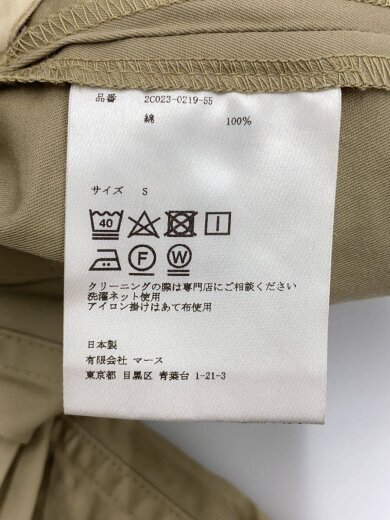 品番 2C023-0219-55
綿 100%
サイズ S
40
F W
クリーニングの際は専門店にご相談ください
洗濯ネット使用
アイロン掛けはあて布使用
日本製
有限会社 マース
東京都 目黒区 青葉台 1-21-3